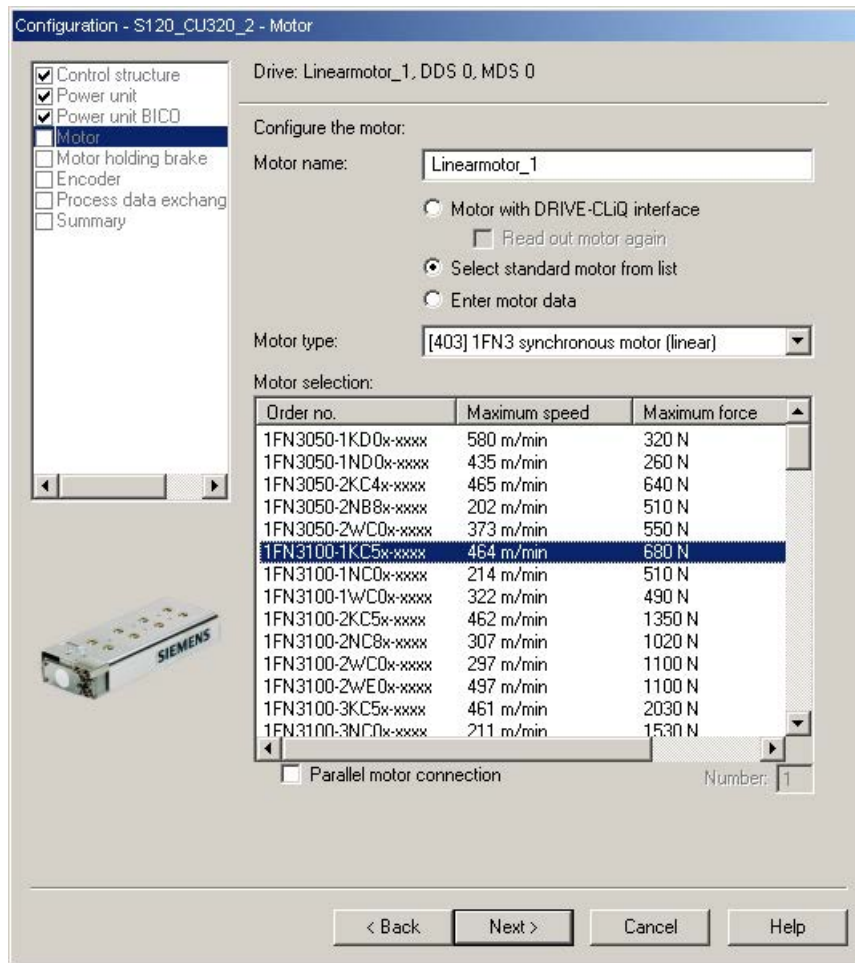 Configuration - S120_CU320_2 - Motor
Control structure
Power unit
Power unit BICO
Motor
Motor holding brake
Encoder
Process data exchang
Summary
Drive: Linearmotor_1, DDS 0, MDS 0
Configure the motor:
Motor name: Linearmotor_1
Motor with DRIVE-CLiQ interface
Read out motor again
Select standard motor from list
Enter motor data
Motor type: [403] 1FN3 synchronous motor (linear)
Motor selection:
Order no. Maximum speed Maximum force
1FN3050-1KD0x-xxxx 580 m/min 320 N
1FN3050-1ND0x-xxxx 435 m/min 260 N
1FN3050-2KC4x-xxxx 465 m/min 640 N
1FN3050-2NB8x-xxxx 202 m/min 510 N
1FN3050-2WC0x-xxxx 373 m/min 550 N
1FN3100-1KC5x-xxxx 464 m/min 680 N
1FN3100-1NC0x-xxxx 214 m/min 510 N
1FN3100-1WC0x-xxxx 322 m/min 490 N
1FN3100-2KC5x-xxxx 462 m/min 1350 N
1FN3100-2NC8x-xxxx 307 m/min 1020 N
1FN3100-2WC0x-xxxx 297 m/min 1100 N
1FN3100-2WE0x-xxxx 497 m/min 1100 N
1FN3100-3KC5x-xxxx 461 m/min 2030 N
1FN3100-3NC0x-xxxx 211 m/min 1530 N
SIEMENS
Parallel motor connection Number: 1
< Back Next > Cancel Help